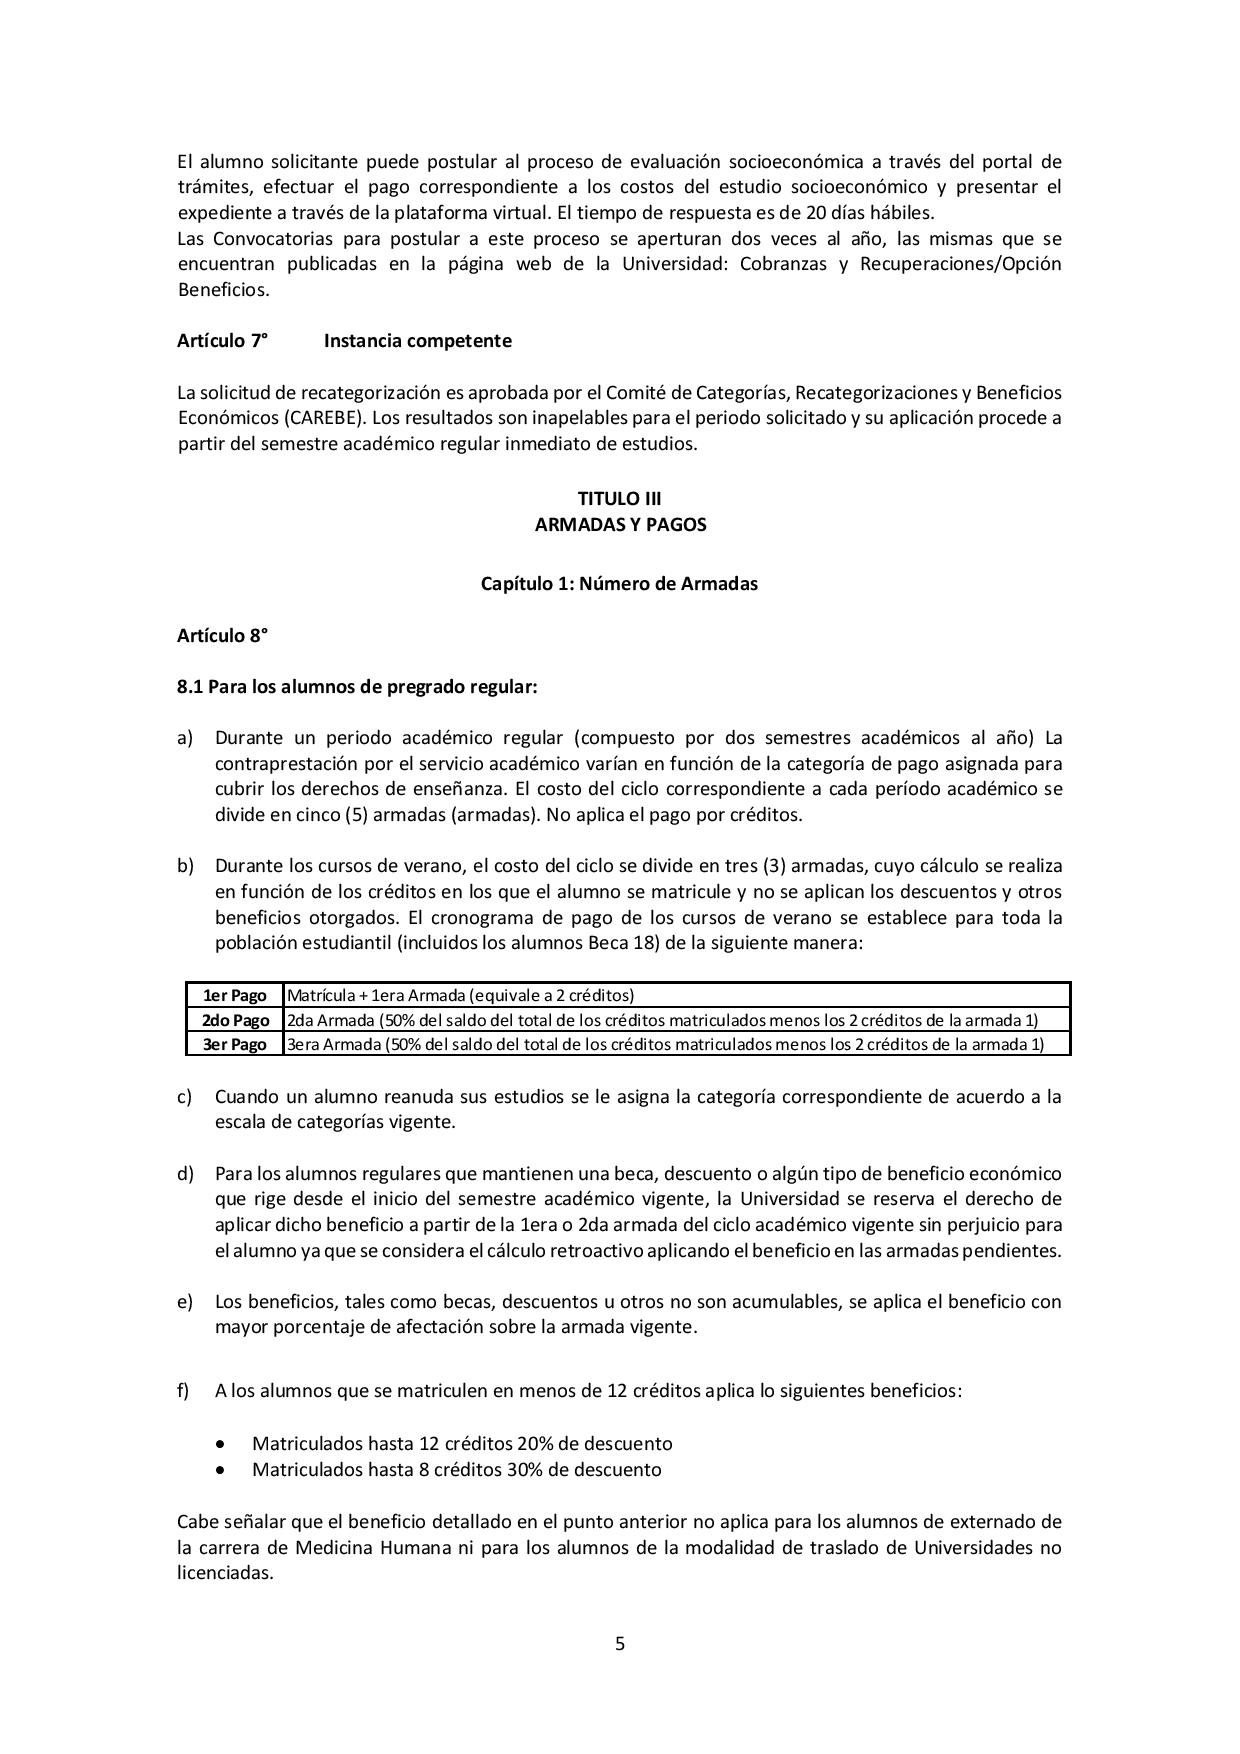 El alumno solicitante puede postular al proceso de evaluación socioeconómica a través del portal de
trámites, efectuar el pago correspondiente a los costos del estudio socioeconómico y presentar el
expediente a través de la plataforma virtual. El tiempo de respuesta es de 20 días hábiles.
Las Convocatorias para postular a este proceso se aperturan dos veces al año, las mismas que se
encuentran publicadas en la página web de la Universidad: Cobranzas y Recuperaciones/Opción
Beneficios.
Artículo 7° Instancia competente
La solicitud de recategorización es aprobada por el Comité de Categorías, Recategorizaciones y Beneficios
Económicos (CAREBE). Los resultados son inapelables para el periodo solicitado y su aplicación procede a
partir del semestre académico regular inmediato de estudios.
TITULO III
ARMADAS Y PAGOS
Capítulo 1: Número de Armadas
Artículo 8°
8.1 Para los alumnos de pregrado regular:
a) Durante un periodo académico regular (compuesto por dos semestres académicos al año) La
contraprestación por el servicio académico varían en función de la categoría de pago asignada para
cubrir los derechos de enseñanza. El costo del ciclo correspondiente a cada período académico se
divide en cinco (5) armadas (armadas). No aplica el pago por créditos.
b) Durante los cursos de verano, el costo del ciclo se divide en tres (3) armadas, cuyo cálculo se realiza
en función de los créditos en los que el alumno se matricule y no se aplican los descuentos y otros
beneficios otorgados. El cronograma de pago de los cursos de verano se establece para toda la
población estudiantil (incluidos los alumnos Beca 18) de la siguiente manera:
1er Pago Matrícula + 1era Armada (equivale a 2 créditos)
2do Pago 2da Armada (50% del saldo del total de los créditos matriculados menos los 2 créditos de la armada 1)
3er Pago 3era Armada (50% del saldo del total de los créditos matriculados menos los 2 créditos de la armada 1)
c) Cuando un alumno reanuda sus estudios se le asigna la categoría correspondiente de acuerdo a la
escala de categorías vigente.
d) Para los alumnos regulares que mantienen una beca, descuento o algún tipo de beneficio económico
que rige desde el inicio del semestre académico vigente, la Universidad se reserva el derecho de
aplicar dicho beneficio a partir de la 1era o 2da armada del ciclo académico vigente sin perjuicio para
el alumno ya que se considera el cálculo retroactivo aplicando el beneficio en las armadas pendientes.
e) Los beneficios, tales como becas, descuentos u otros no son acumulables, se aplica el beneficio con
mayor porcentaje de afectación sobre la armada vigente.
f) A los alumnos que se matriculen en menos de 12 créditos aplica lo siguientes beneficios:
• Matriculados hasta 12 créditos 20% de descuento
• Matriculados hasta 8 créditos 30% de descuento
Cabe señalar que el beneficio detallado en el punto anterior no aplica para los alumnos de externado de
la carrera de Medicina Humana ni para los alumnos de la modalidad de traslado de Universidades no
licenciadas.
5